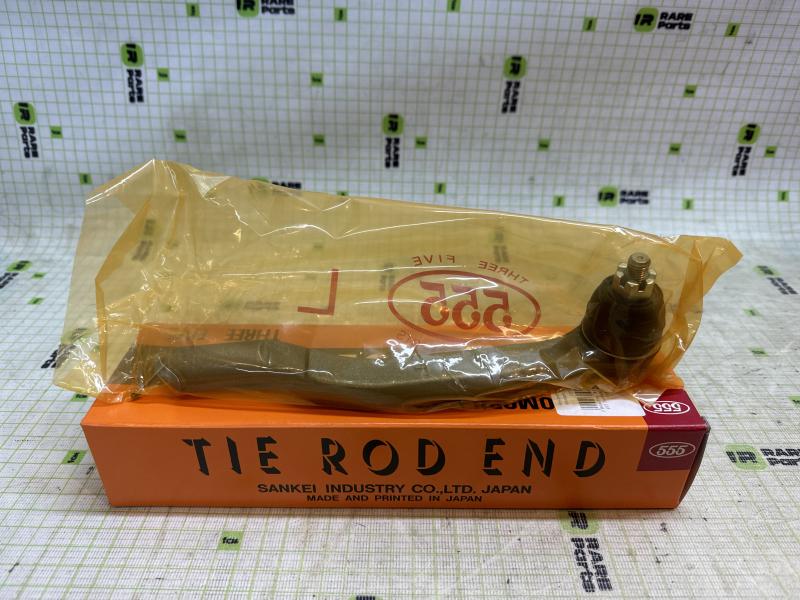 RARE Parts
THREE FIVE
555
L
555
555
TIE ROD END
SANKEI INDUSTRY CO.,LTD. JAPAN
MADE AND PRINTED IN JAPAN